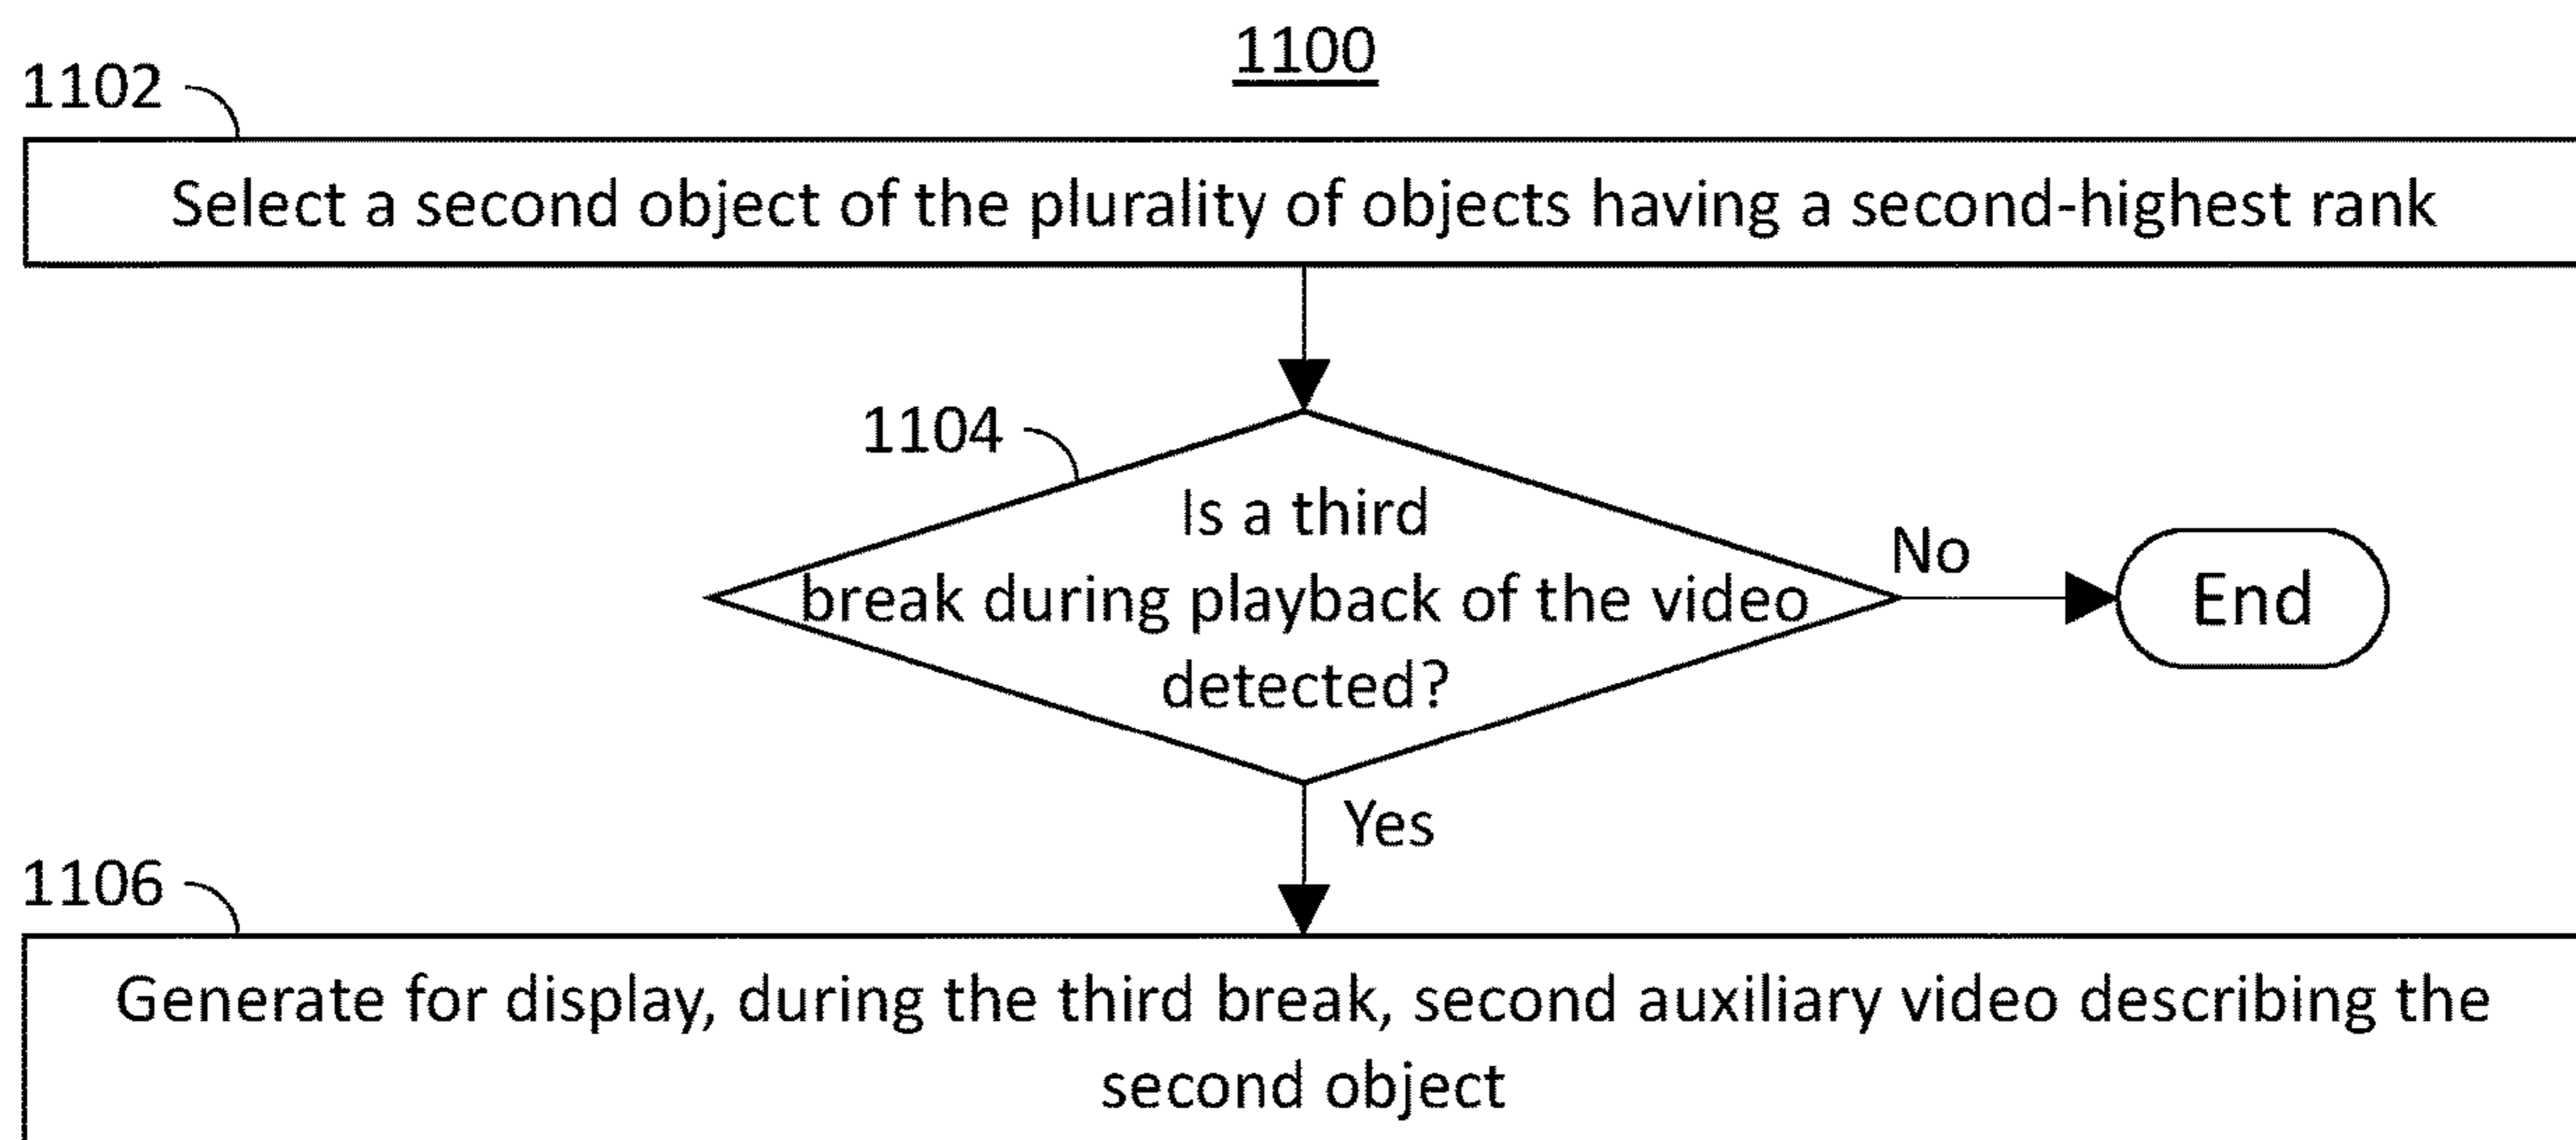 1100
1102
Select a second object of the plurality of objects having a second-highest rank
1104
Is a third
break during playback of the video
detected?
No
End
Yes
1106
Generate for display, during the third break, second auxiliary video describing the
second object